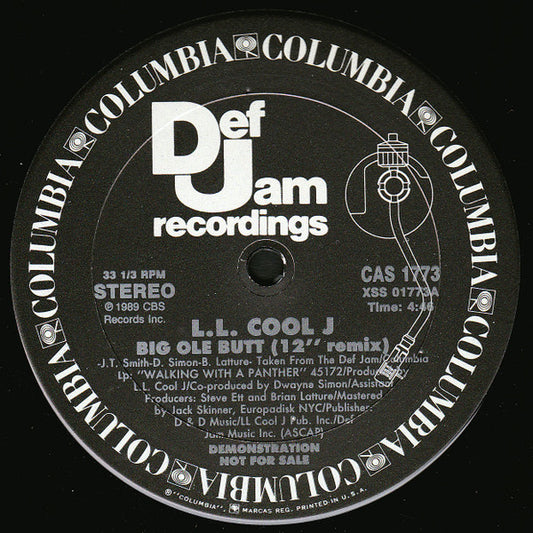 COLUMBIA COLUMBIA COLUMBIA COLUMBIA COLUMBIA COLUMBIA COLUMBIA COLUMBIA
Def
Jam
recordings
33 1/3 RPM
STEREO
℗ 1989 CBS
Records Inc.
CAS 1773
XSS 01773A
Time: 4:46
L.L. COOL J
BIG OLE BUTT (12'' remix)
-J.T. Smith-D. Simon-B. Latture- Taken From The Def Jam/Columbia
Lp: "WALKING WITH A PANTHER" 45172/Produced by
L.L. Cool J/Co-produced by Dwayne Simon/Assistant
Producers: Steve Ett and Brian Latture/Mastered
by Jack Skinner, Europadisk NYC/Publisher:
D & D Music/LL Cool J Pub. Inc./Def
Jam Music Inc. (ASCAP)
DEMONSTRATION
NOT FOR SALE
℗"COLUMBIA", MARCAS REG. PRINTED IN U.S.A.